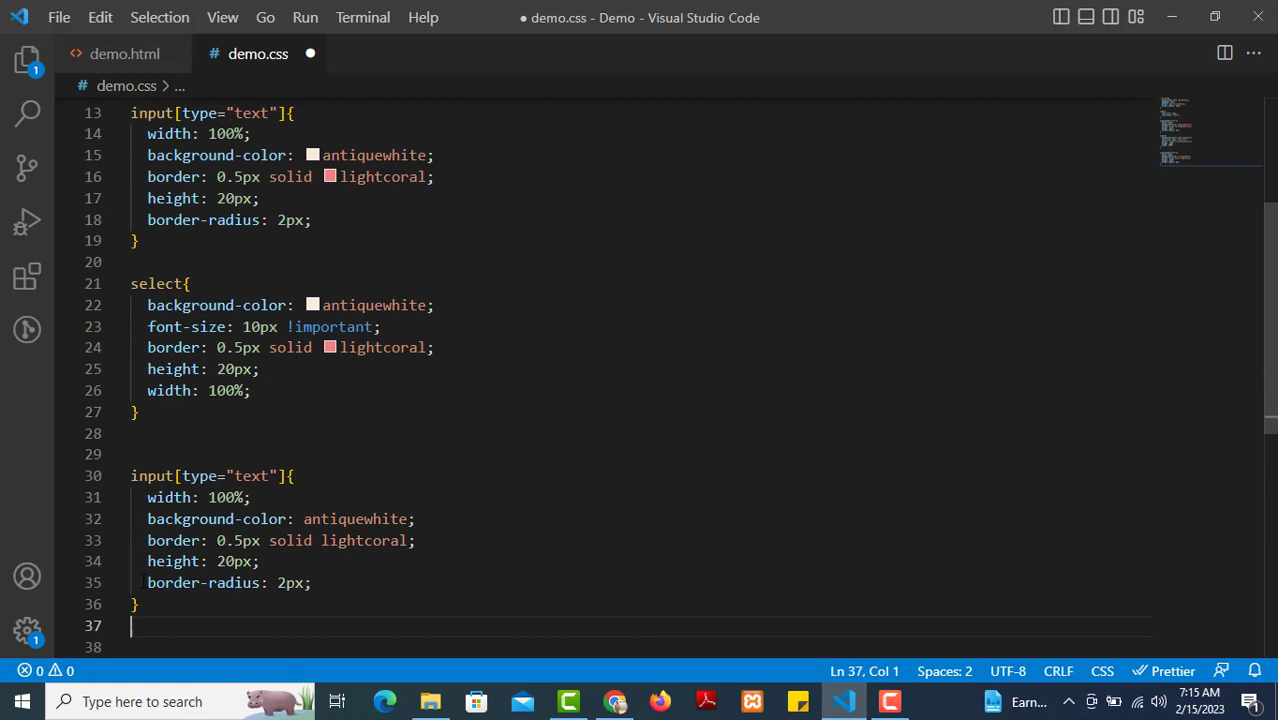 File Edit Selection View Go Run Terminal Help
● demo.css - Demo - Visual Studio Code
1
<> demo.html
# demo.css ●
# demo.css > ...
13 input[type="text"]{
14 width: 100%;
15 background-color: antiquewhite;
16 border: 0.5px solid lightcoral;
17 height: 20px;
18 border-radius: 2px;
19 }
20
21 select{
22 background-color: antiquewhite;
23 font-size: 10px !important;
24 border: 0.5px solid lightcoral;
25 height: 20px;
26 width: 100%;
27 }
28
29
30 input[type="text"]{
31 width: 100%;
32 background-color: antiquewhite;
33 border: 0.5px solid lightcoral;
34 height: 20px;
35 border-radius: 2px;
36 }
37
38
1
0 0 Ln 37, Col 1 Spaces: 2 UTF-8 CRLF CSS Prettier
Type here to search
Earn...
7:15 AM
2/15/2023
1